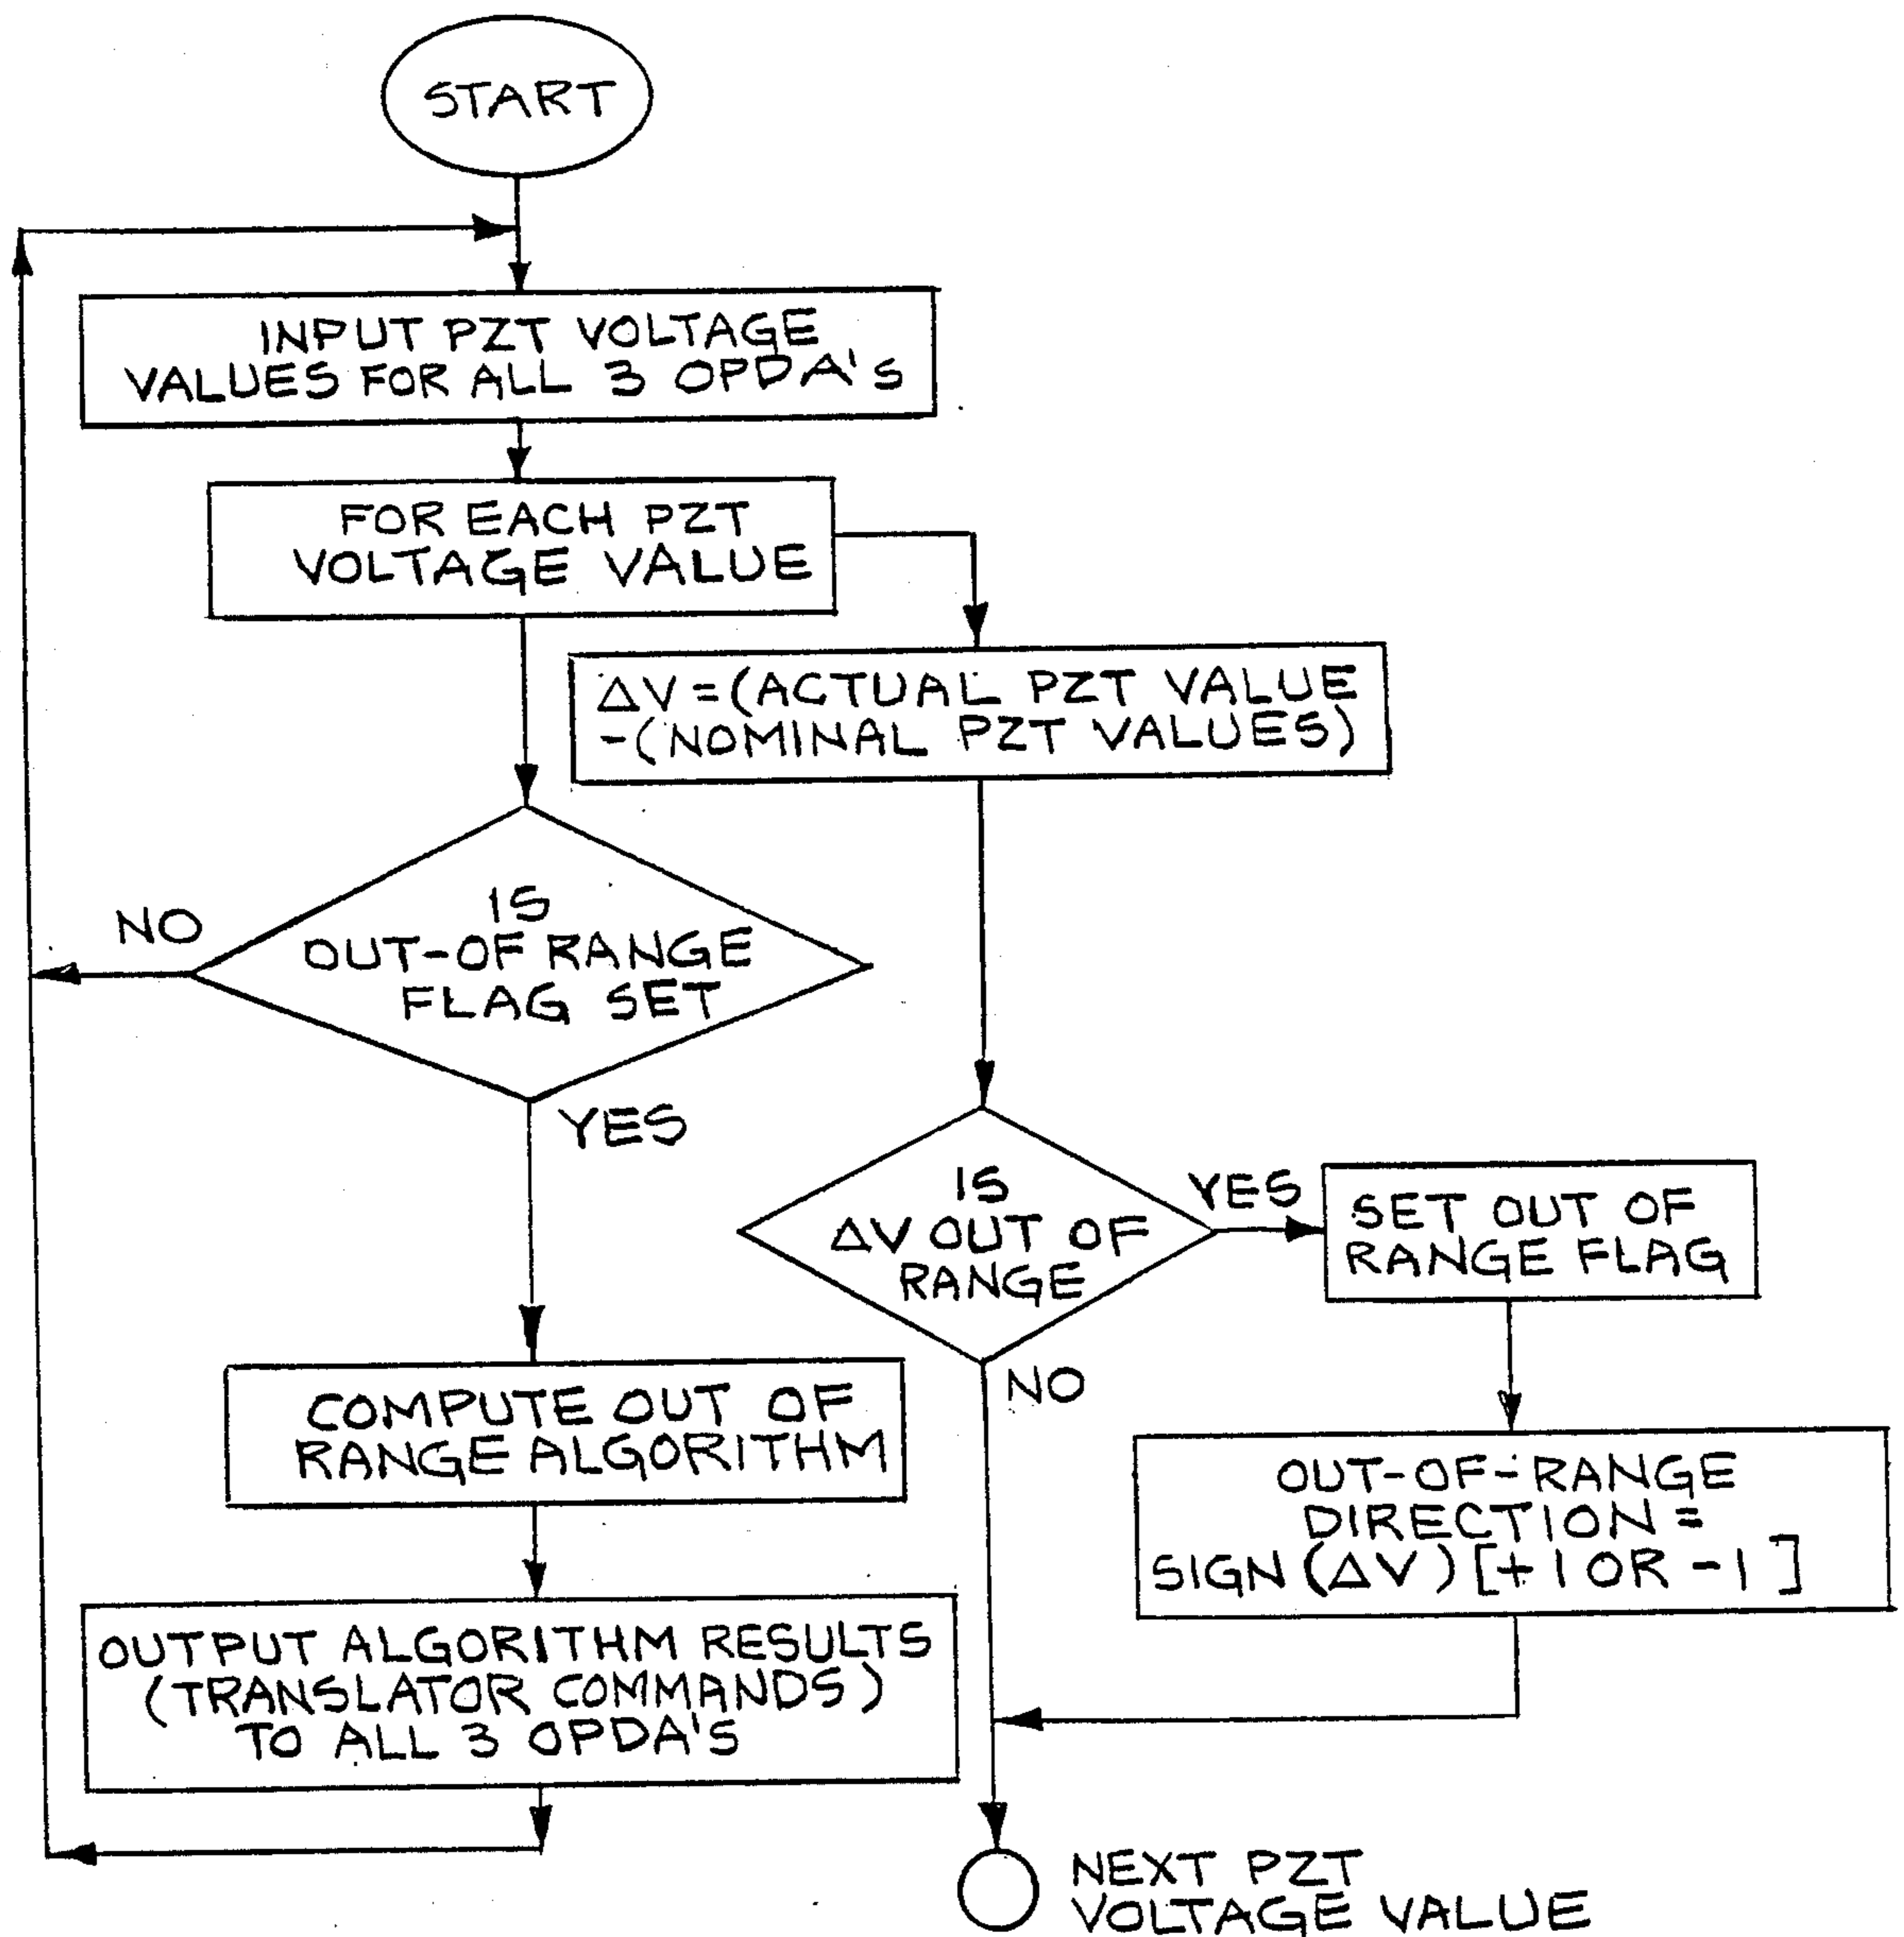 START
INPUT PZT VOLTAGE
VALUES FOR ALL 3 OPDA's
FOR EACH PZT
VOLTAGE VALUE
ΔV=(ACTUAL PZT VALUE
-(NOMINAL PZT VALUES)
IS
OUT-OF RANGE
FLAG SET
NO
YES
IS
ΔV OUT OF
RANGE
YES
NO
SET OUT OF
RANGE FLAG
OUT-OF-RANGE
DIRECTION=
SIGN(ΔV)[+1 OR -1]
COMPUTE OUT OF
RANGE ALGORITHM
OUTPUT ALGORITHM RESULTS
(TRANSLATOR COMMANDS)
TO ALL 3 OPDA's
NEXT PZT
VOLTAGE VALUE